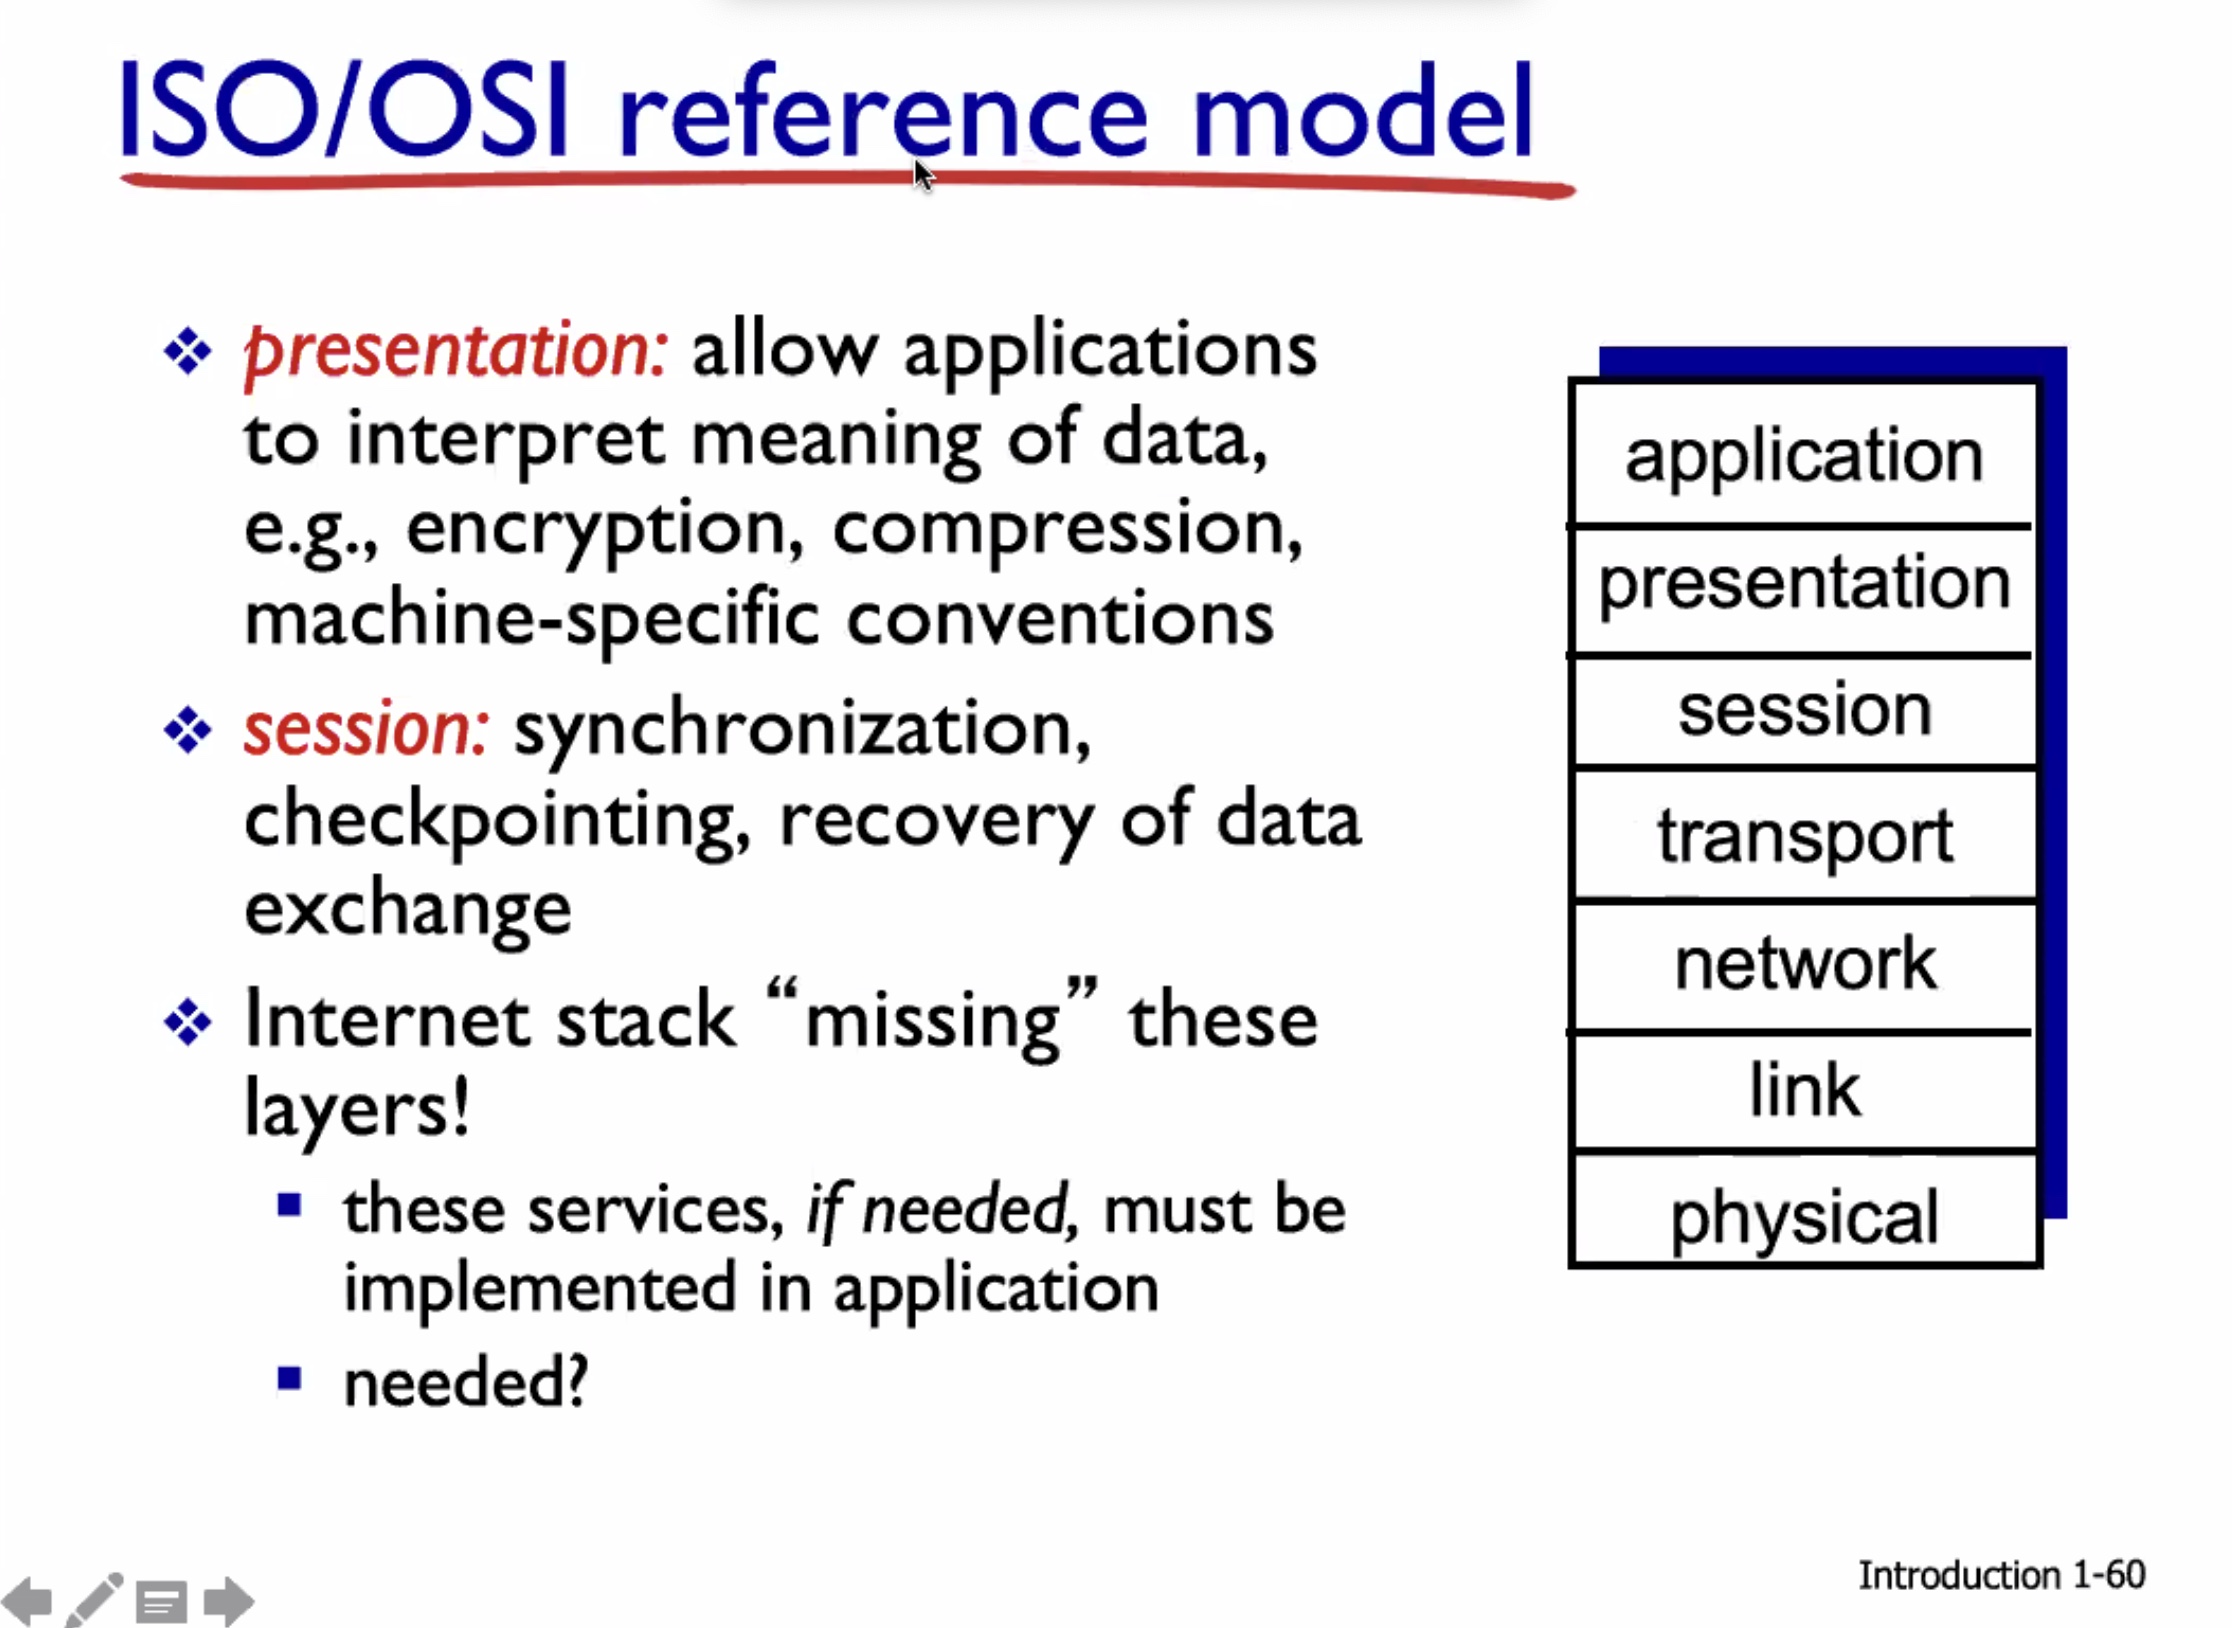 ISO/OSI reference model
presentation: allow applications
to interpret meaning of data,
e.g., encryption, compression,
machine-specific conventions
session: synchronization,
checkpointing, recovery of data
exchange
Internet stack “missing” these
layers!
these services, if needed, must be
implemented in application
needed?
application
presentation
session
transport
network
link
physical
Introduction 1-60